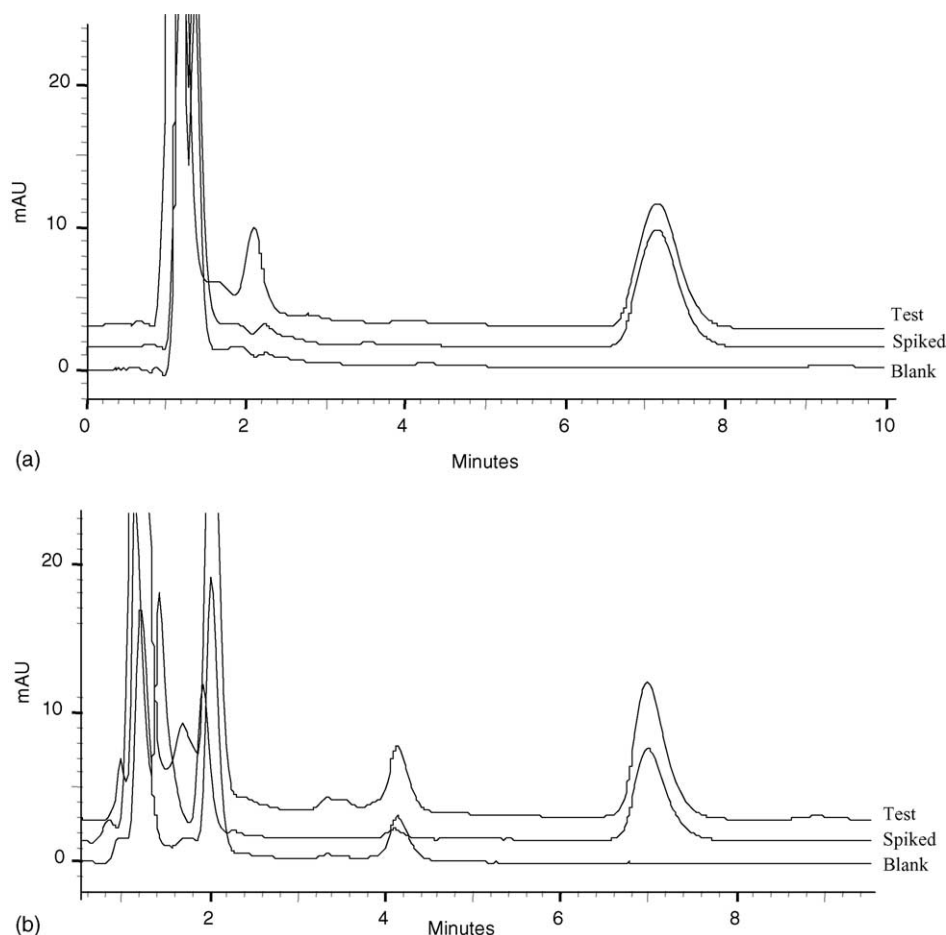 20
10
0
mAU
Test
Spiked
Blank
0 2 4 6 8 10
Minutes
(a)
20
10
0
mAU
Test
Spiked
Blank
2 4 6 8
Minutes
(b)